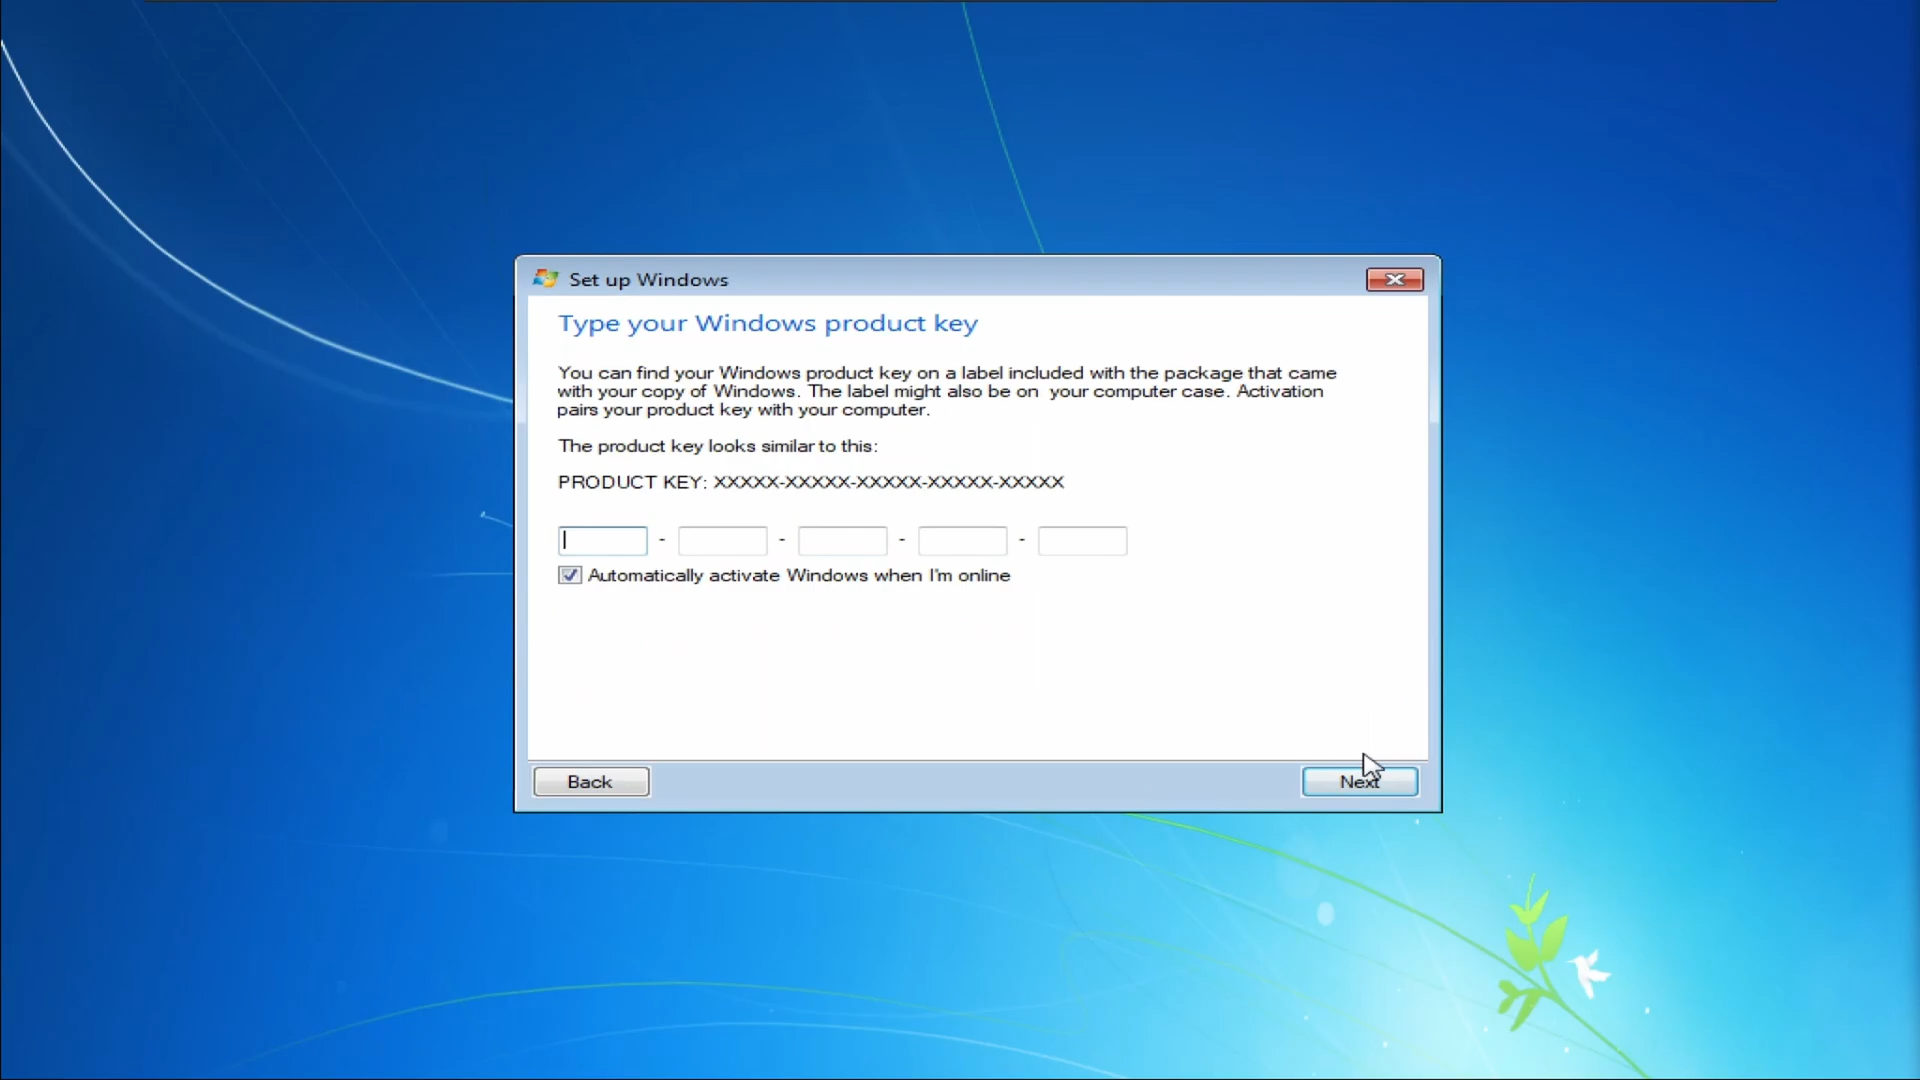 Set up Windows
Type your Windows product key
You can find your Windows product key on a label included with the package that came
with your copy of Windows. The label might also be on your computer case. Activation
pairs your product key with your computer.
The product key looks similar to this:
PRODUCT KEY: XXXXX-XXXXX-XXXXX-XXXXX-XXXXX
- - - -
Automatically activate Windows when I'm online
Back Next